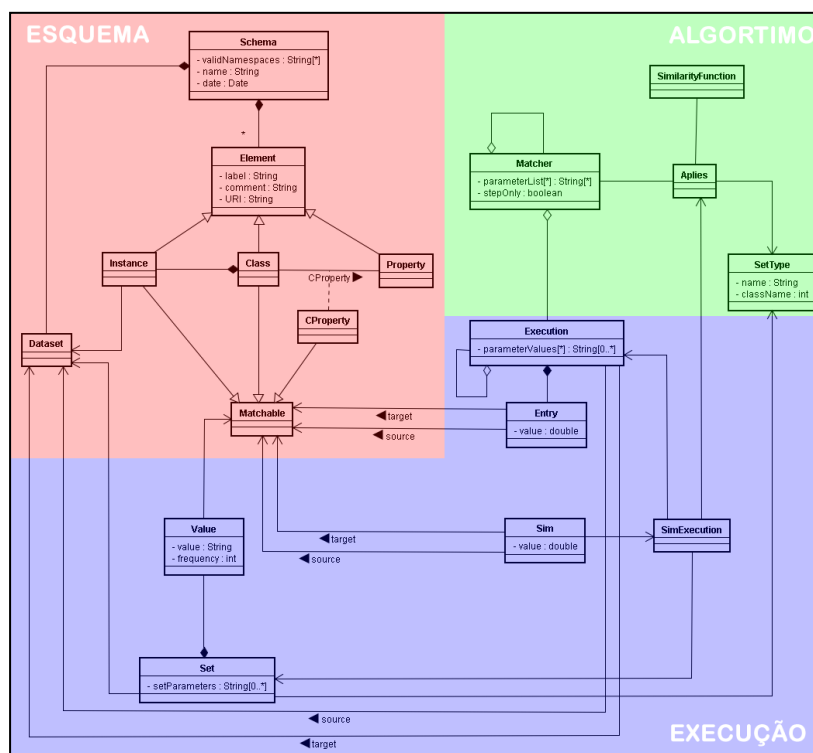 ESQUEMA
ALGORTIMO
Schema
- validNamespaces : String[*]
- name : String
- date : Date
SimilarityFunction
*
Element
- label : String
- comment : String
- URI : String
Matcher
- parameterList[*] : String[*]
- stepOnly : boolean
Aplies
Instance
Class
Property
CProperty ▶
SetType
- name : String
- className : int
CProperty
Dataset
Execution
- parameterValues[*] : String[0..*]
Matchable
◀ target
◀ source
Entry
- value : double
Value
- value : String
- frequency : int
Sim
- value : double
◀ target
◀ source
SimExecution
Set
- setParameters : String[0..*]
◀ source
◀ target
EXECUÇÃO